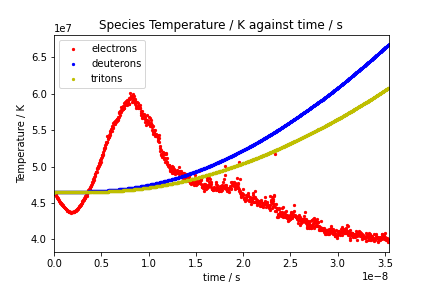 Species Temperature / K against time / s
1e7
electrons
deuterons
tritons
6.5
6.0
5.5
5.0
4.5
4.0
Temperature / K
0.0 0.5 1.0 1.5 2.0 2.5 3.0 3.5
time / s
1e−8